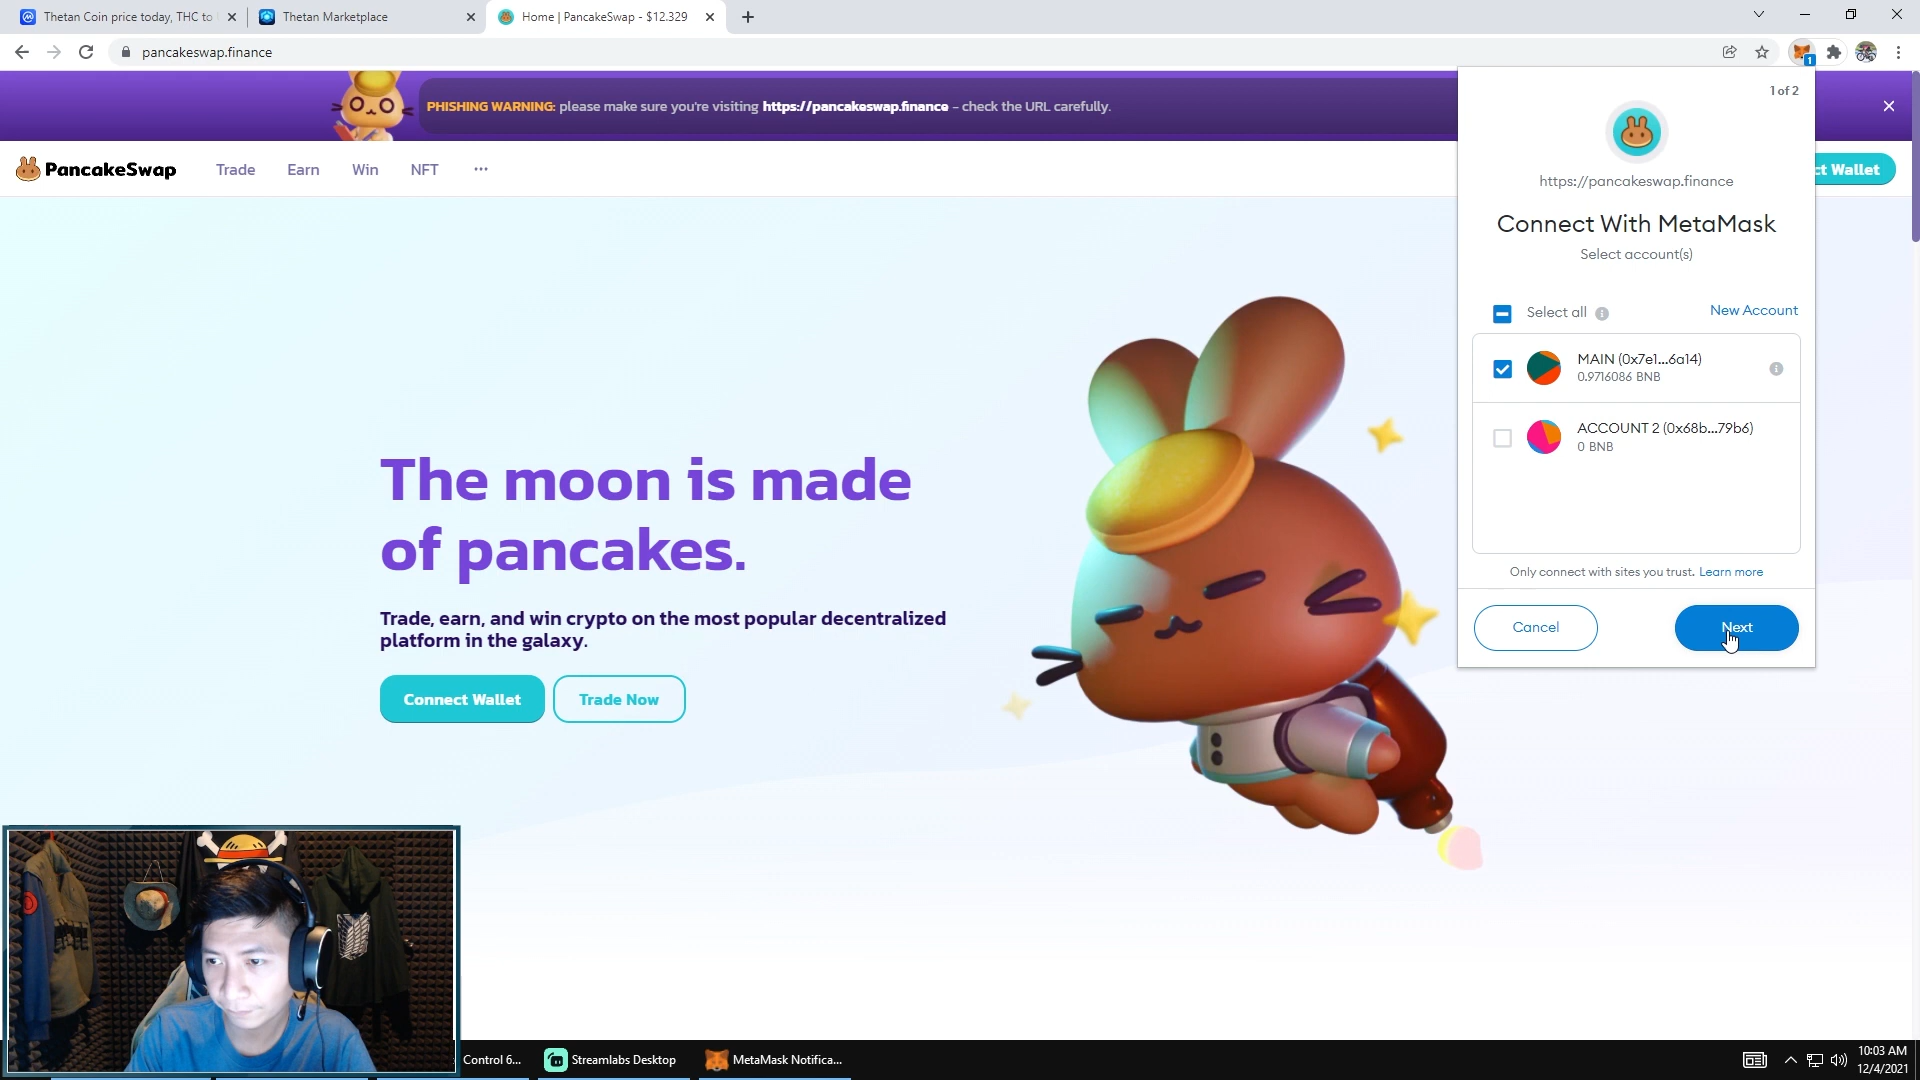 Thetan Coin price today, THC to
Thetan Marketplace
Home | PancakeSwap - $12.329
pancakeswap.finance
1
PHISHING WARNING: please make sure you're visiting https://pancakeswap.finance - check the URL carefully.
PancakeSwap
Trade
Earn
Win
NFT
ct Wallet
1 of 2
https://pancakeswap.finance
Connect With MetaMask
Select account(s)
Select all
New Account
MAIN (0x7e1...6a14)
0.9716086 BNB
ACCOUNT 2 (0x68b...79b6)
0 BNB
Only connect with sites you trust. Learn more
Cancel
Next
The moon is made
of pancakes.
Trade, earn, and win crypto on the most popular decentralized
platform in the galaxy.
Connect Wallet
Trade Now
Control 6...
Streamlabs Desktop
MetaMask Notifica...
10:03 AM
12/4/2021